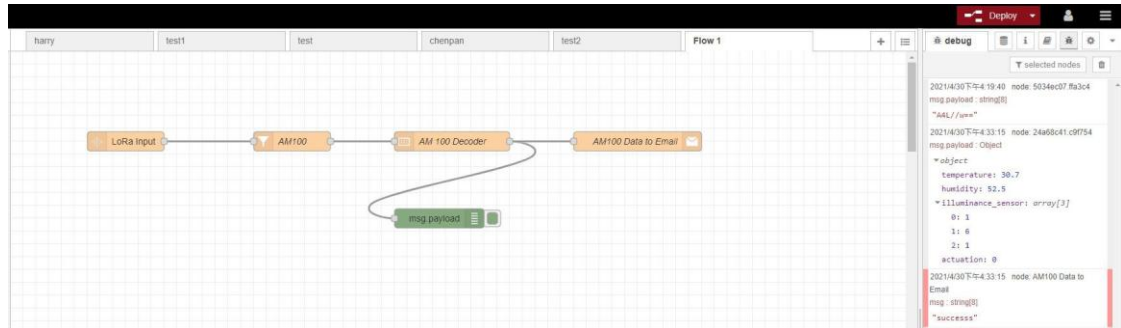 Deploy
harry
test1
test
chenpan
test2
Flow 1
debug
i
selected nodes
LoRa Input
AM100
AM 100 Decoder
AM100 Data to Email
msg.payload
2021/4/30下午4:19:40 node: 5034ec07.ffa3c4
msg.payload : string[8]
"A4L//w=="
2021/4/30下午4:33:15 node: 24a68c41.c9f754
msg.payload : Object
object
temperature: 30.7
humidity: 52.5
illuminance_sensor: array[3]
0: 1
1: 6
2: 1
actuation: 0
2021/4/30下午4:33:15 node: AM100 Data to
Email
msg : string[8]
"successs"